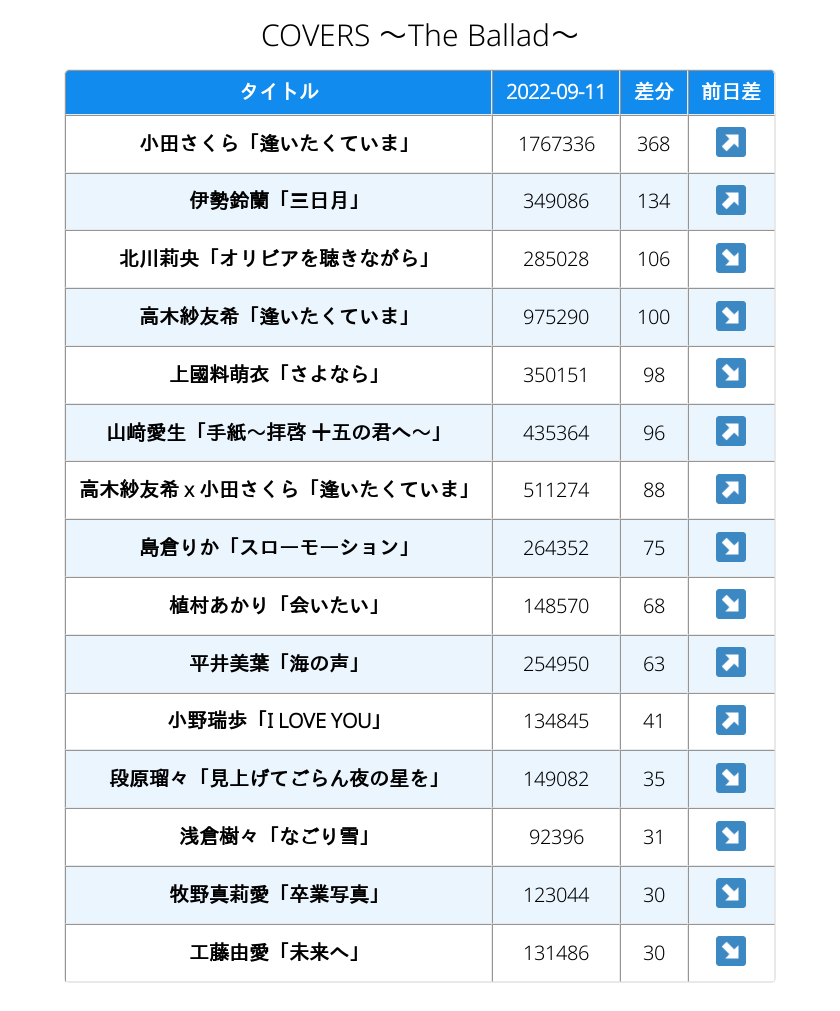 COVERS ～The Ballad～
タイトル 2022-09-11 差分 前日差
小田さくら「逢いたくていま」 1767336 368 ↗
伊勢鈴蘭「三日月」 349086 134 ↗
北川莉央「オリビアを聴きながら」 285028 106 ↘
高木紗友希「逢いたくていま」 975290 100 ↘
上國料萌衣「さよなら」 350151 98 ↘
山﨑愛生「手紙～拝啓 十五の君へ～」 435364 96 ↗
高木紗友希 x 小田さくら「逢いたくていま」 511274 88 ↗
島倉りか「スローモーション」 264352 75 ↘
植村あかり「会いたい」 148570 68 ↘
平井美葉「海の声」 254950 63 ↗
小野瑞歩「I LOVE YOU」 134845 41 ↗
段原瑠々「見上げてごらん夜の星を」 149082 35 ↘
浅倉樹々「なごり雪」 92396 31 ↘
牧野真莉愛「卒業写真」 123044 30 ↘
工藤由愛「未来へ」 131486 30 ↘